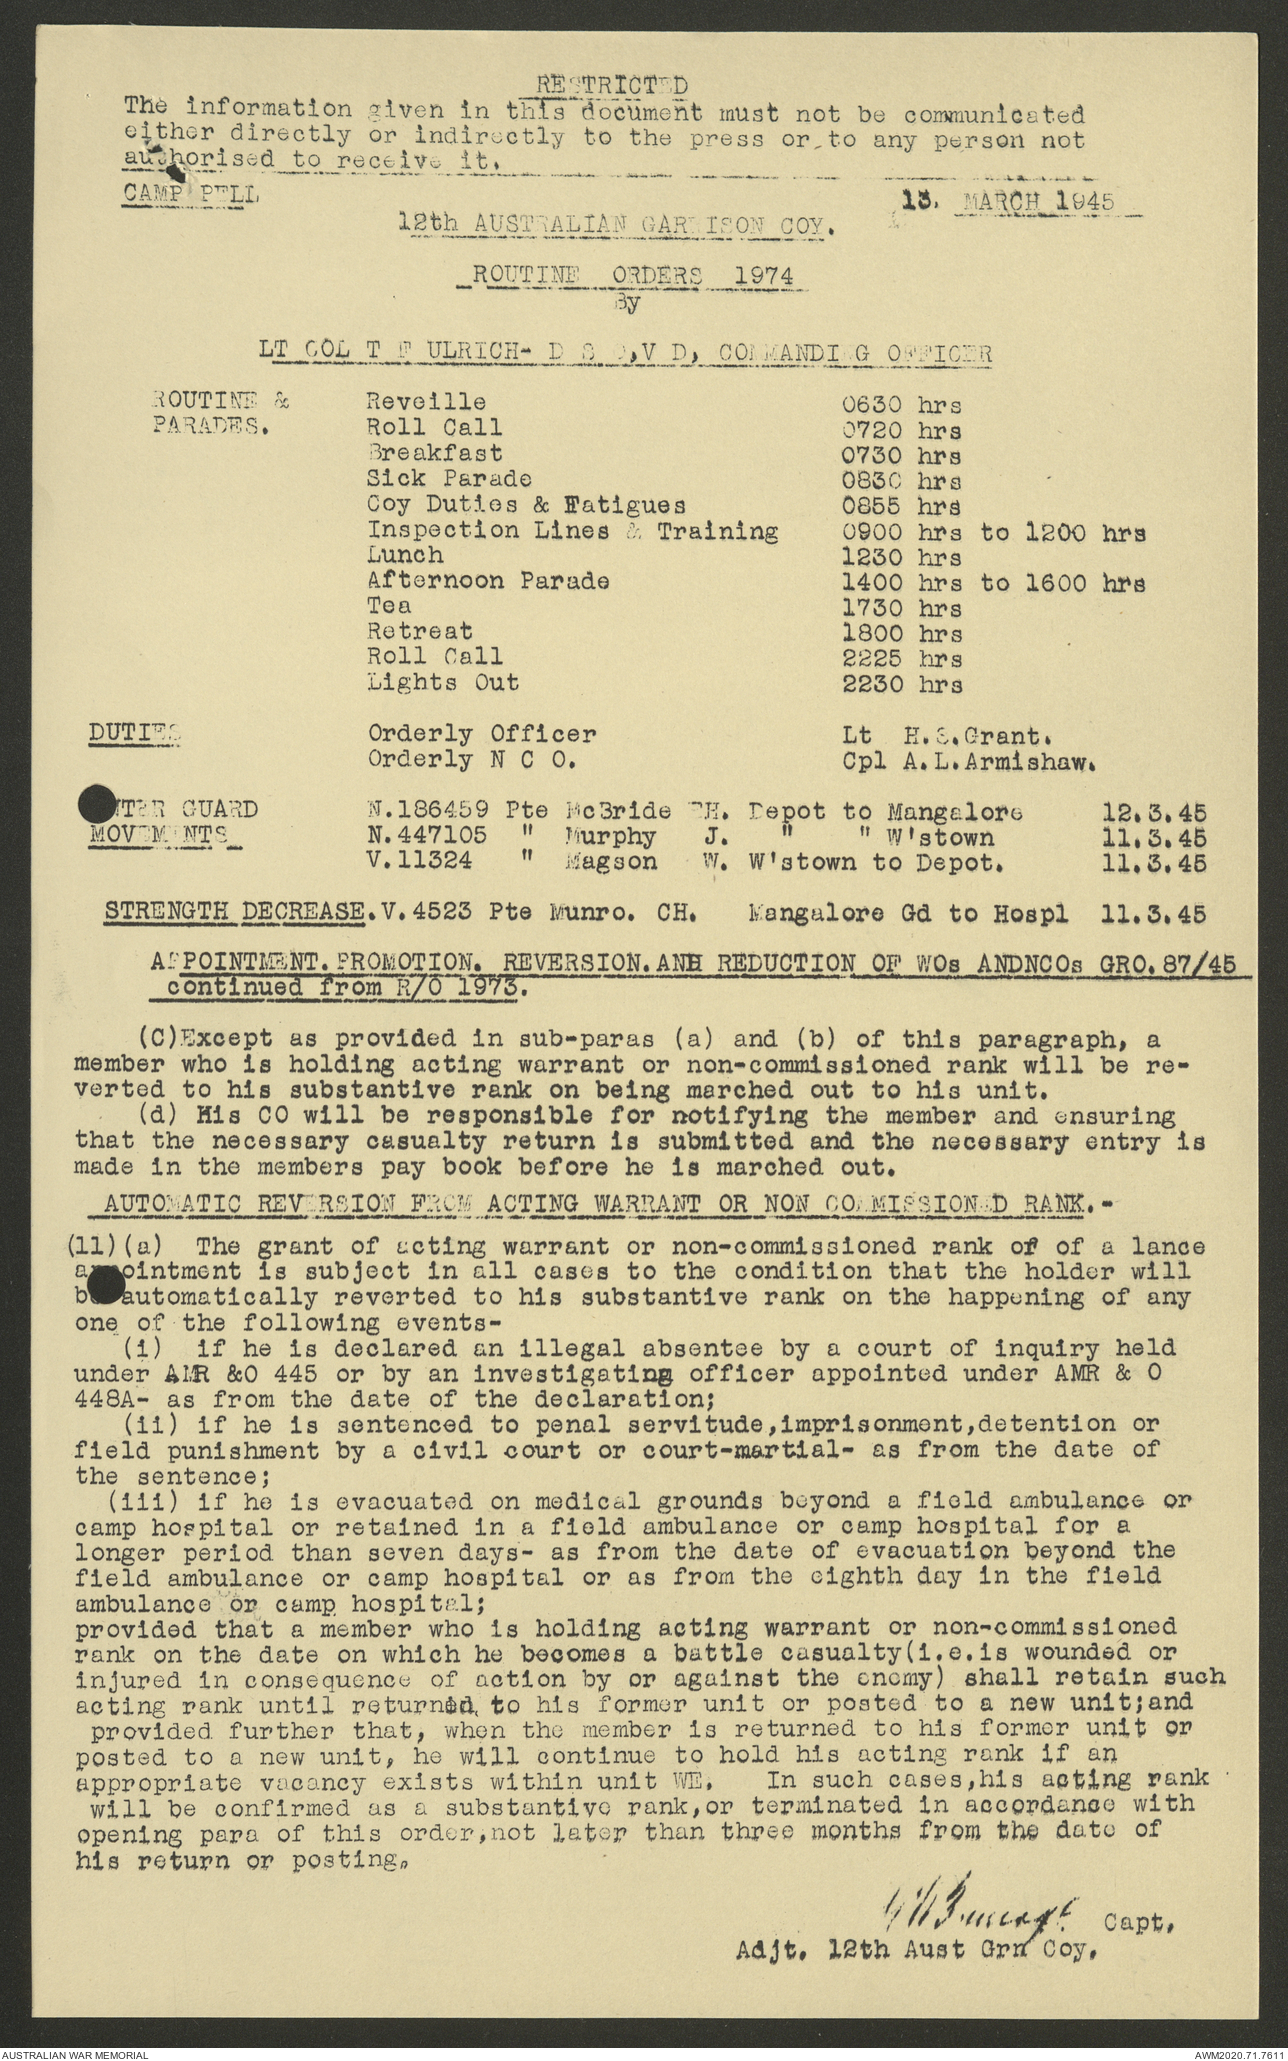 RESTRICTED
The information given in this document must not be communicated
either directly or indirectly to the press or to any person not
authorised to receive it.
CAMP PELL
13. MARCH 1945
12th AUSTRALIAN GARRISON COY.
ROUTINE ORDERS 1974
By
LT COL T F ULRICH- D S O,V D, COMMANDING OFFICER
ROUTINE & Reveille 0630 hrs
PARADES. Roll Call 0720 hrs
Breakfast 0730 hrs
Sick Parade 0830 hrs
Coy Duties & Fatigues 0855 hrs
Inspection Lines & Training 0900 hrs to 1200 hrs
Lunch 1230 hrs
Afternoon Parade 1400 hrs to 1600 hrs
Tea 1730 hrs
Retreat 1800 hrs
Roll Call 2225 hrs
Lights Out 2230 hrs
DUTIES Orderly Officer Lt H.S.Grant.
Orderly N C O. Cpl A.L.Armishaw.
GUARD N.186459 Pte McBride H. Depot to Mangalore 12.3.45
MOVEMENTS N.447105 " Murphy J. " " W'stown 11.3.45
V.11324 " Magson W. W'stown to Depot. 11.3.45
STRENGTH DECREASE.V.4523 Pte Munro. CH. Mangalore Gd to Hospl 11.3.45
APPOINTMENT.PROMOTION. REVERSION.AND REDUCTION OF WOs ANDNCOs GRO.87/45
continued from R/O 1973.
(C)Except as provided in sub-paras (a) and (b) of this paragraph, a
member who is holding acting warrant or non-commissioned rank will be re-
verted to his substantive rank on being marched out to his unit.
(d) His CO will be responsible for notifying the member and ensuring
that the necessary casualty return is submitted and the necessary entry is
made in the members pay book before he is marched out.
AUTOMATIC REVERSION FROM ACTING WARRANT OR NON COMMISSIONED RANK.-
(11)(a) The grant of acting warrant or non-commissioned rank or of a lance
appointment is subject in all cases to the condition that the holder will
be automatically reverted to his substantive rank on the happening of any
one of the following events-
(i) if he is declared an illegal absentee by a court of inquiry held
under AMR &O 445 or by an investigating officer appointed under AMR & O
448A- as from the date of the declaration;
(ii) if he is sentenced to penal servitude,imprisonment,detention or
field punishment by a civil court or court-martial- as from the date of
the sentence;
(iii) if he is evacuated on medical grounds beyond a field ambulance or
camp hospital or retained in a field ambulance or camp hospital for a
longer period than seven days- as from the date of evacuation beyond the
field ambulance or camp hospital or as from the eighth day in the field
ambulance or camp hospital;
provided that a member who is holding acting warrant or non-commissioned
rank on the date on which he becomes a battle casualty(i.e.is wounded or
injured in consequence of action by or against the enemy) shall retain such
acting rank until returned to his former unit or posted to a new unit;and
provided further that, when the member is returned to his former unit or
posted to a new unit, he will continue to hold his acting rank if an
appropriate vacancy exists within unit WE. In such cases,his acting rank
will be confirmed as a substantive rank,or terminated in accordance with
opening para of this order,not later than three months from the date of
his return or posting.
Capt.
Adjt. 12th Aust Grn Coy.
AUSTRALIAN WAR MEMORIAL
AWM2020.71.7611